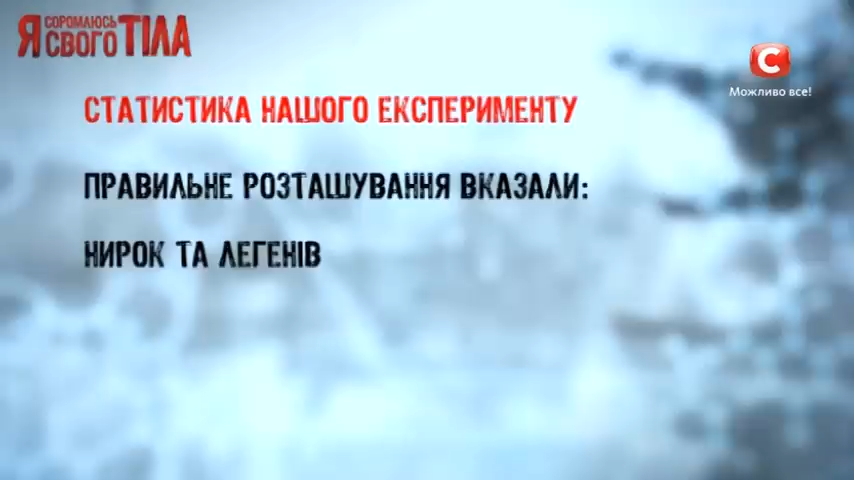 Я СОРОМЛЮСЬ СВОГО ТІЛА
С
Можливо все!
СТАТИСТИКА НАШОГО ЕКСПЕРИМЕНТУ
ПРАВИЛЬНЕ РОЗТАШУВАННЯ ВКАЗАЛИ:
НИРОК ТА ЛЕГЕНІВ